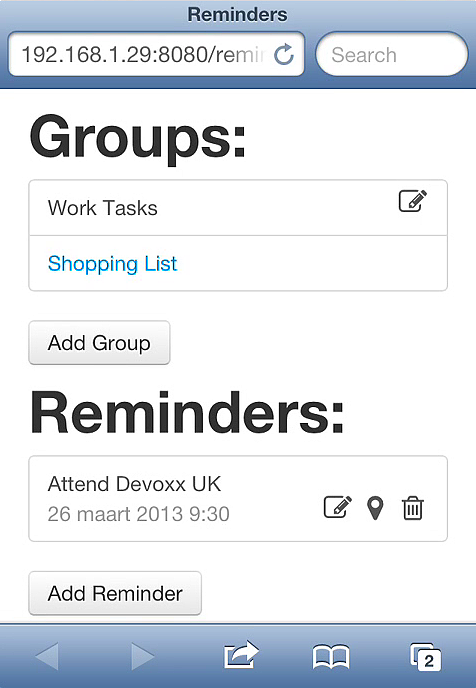 Reminders
192.168.1.29:8080/remin
Search
Groups:
Work Tasks
Shopping List
Add Group
Reminders:
Attend Devoxx UK
26 maart 2013 9:30
Add Reminder
2